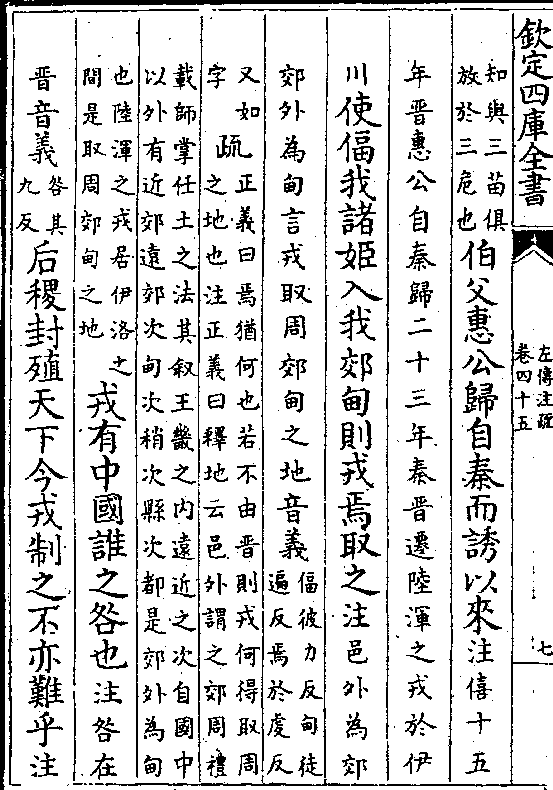 欽定四庫全書
左傳注疏
卷四十五
七
知與三苗俱
放於三危也
伯父惠公歸自秦而誘以來注僖十五
年晉惠公自秦歸二十三年秦晉遷陸渾之戎於伊
川使偪我諸姬入我郊甸則戎焉取之注邑外為郊
郊外為甸言戎取周郊甸之地音義
偪彼力反甸徒
遍反焉於虔反
又如
字
疏
正義曰焉猶何也若不由晉則戎何得取周
之地也注正義曰釋地云邑外謂之郊周禮
載師掌任土之法其叙王畿之内遠近之次自國中
以外有近郊遠郊次甸次稍次縣次都是郊外為甸
也陸渾之戎居伊洛之
間是取周郊甸之地
戎有中國誰之咎也注咎在
晉音義
咎其
九反
后稷封殖天下今戎制之不亦難乎注